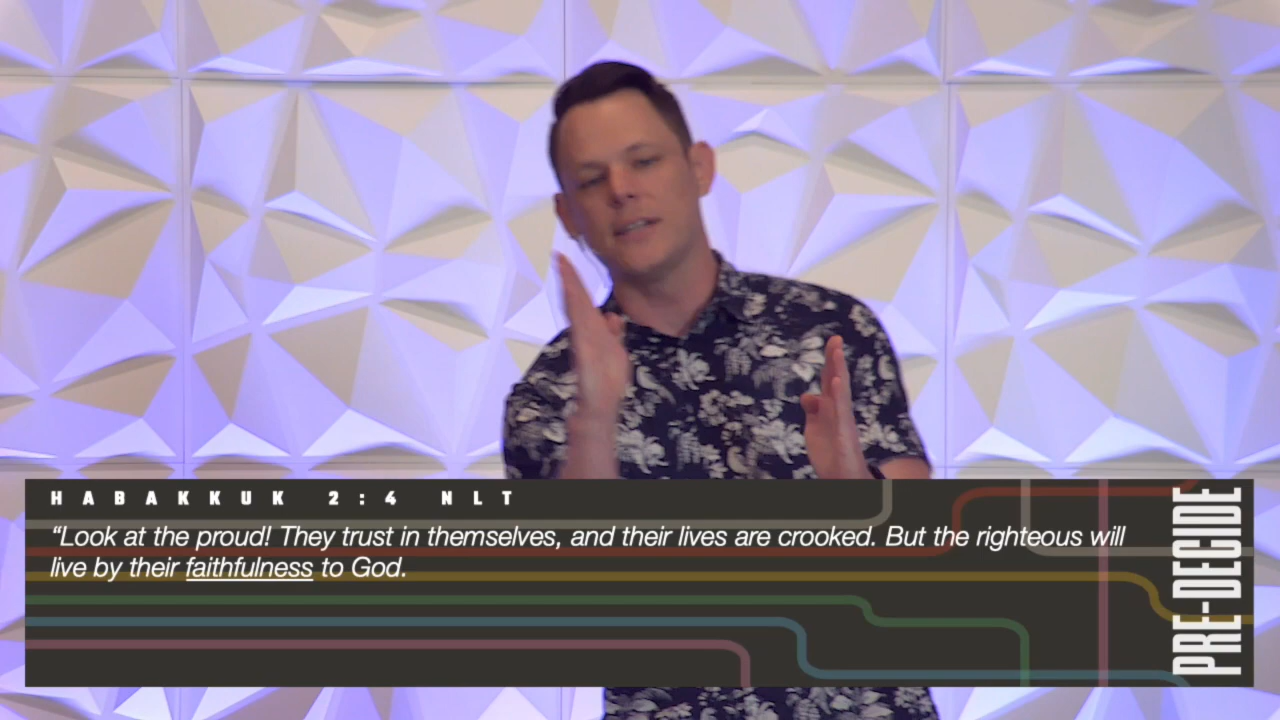 HABAKKUK 2:4 NLT
“Look at the proud! They trust in themselves, and their lives are crooked. But the righteous will
live by their faithfulness to God.
PRE-DECIDE